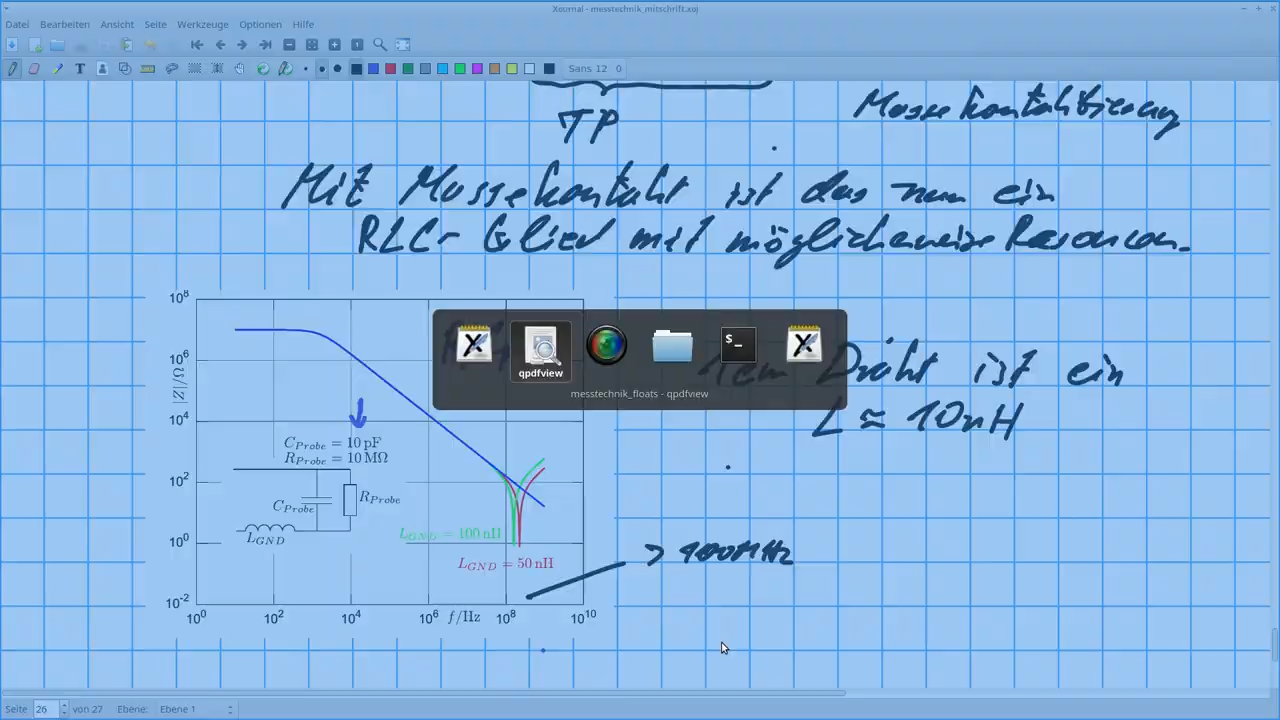 Xournal - messtechnik_mitschrift.xoj
Datei Bearbeiten Ansicht Seite Werkzeuge Optionen Hilfe
Sans 12 0
TP
Massekontaktierung
Mit Massekontakt ist das nun ein
RLC-Glied mit möglicherweise Resonanzen.
qpdfview
messtechnik_floats - qpdfview
Draht ist ein
L ≈ 10nH
10^8
10^6
10^4
10^2
10^0
10^-2
|Z|/Ω
C_Probe = 10 pF
R_Probe = 10 MΩ
C_Probe
R_Probe
L_GND
L_GND = 100 nH
L_GND = 50 nH
> 100MHz
10^0 10^2 10^4 10^6 f/Hz 10^8 10^10
Seite 26 von 27 Ebene: Ebene 1